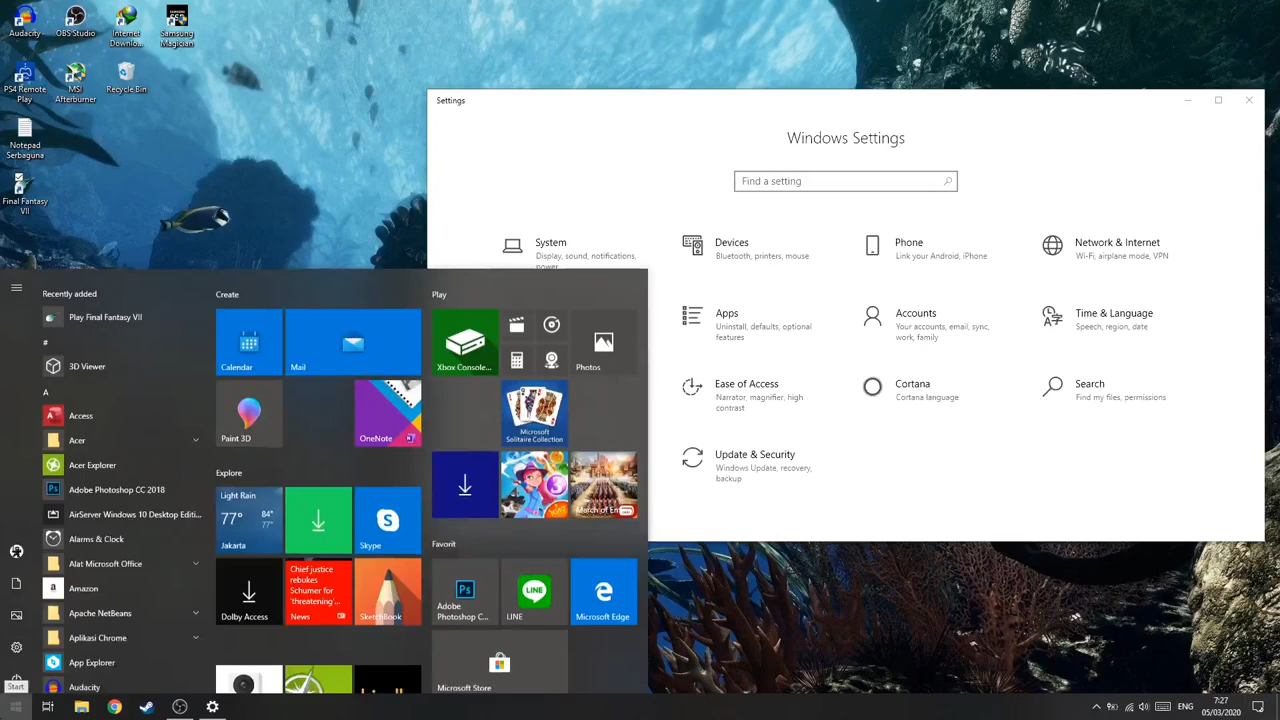 Audacity
OBS Studio
Internet
Downlo...
Samsung
Magician
PS4 Remote
Play
MSI
Afterburner
Recycle Bin
Notepad
Serbaguna
Final Fantasy
VII
Settings
Windows Settings
Find a setting
System
Display, sound, notifications,
power
Devices
Bluetooth, printers, mouse
Phone
Link your Android, iPhone
Network & Internet
Wi-Fi, airplane mode, VPN
Apps
Uninstall, defaults, optional
features
Accounts
Your accounts, email, sync,
work, family
Time & Language
Speech, region, date
Ease of Access
Narrator, magnifier, high
contrast
Cortana
Cortana language
Search
Find my files, permissions
Update & Security
Windows Update, recovery,
backup
Recently added
Play Final Fantasy VII
#
3D Viewer
A
Access
Acer
Acer Explorer
Adobe Photoshop CC 2018
AirServer Windows 10 Desktop Editi...
Alarms & Clock
Alat Microsoft Office
Amazon
Apache NetBeans
Aplikasi Chrome
App Explorer
Audacity
Start
Create
Calendar
Mail
Paint 3D
OneNote
Explore
Light Rain
77° 84°
77°
Jakarta
Skype
Dolby Access
Chief justice
rebukes
Schumer for
'threatening'...
News
SketchBook
Play
Xbox Console...
Photos
Microsoft
Solitaire Collection
March of Em
Favorit
Ps
Adobe
Photoshop C...
LINE
LINE
Microsoft Edge
Microsoft Store
ENG
7:27
05/03/2020